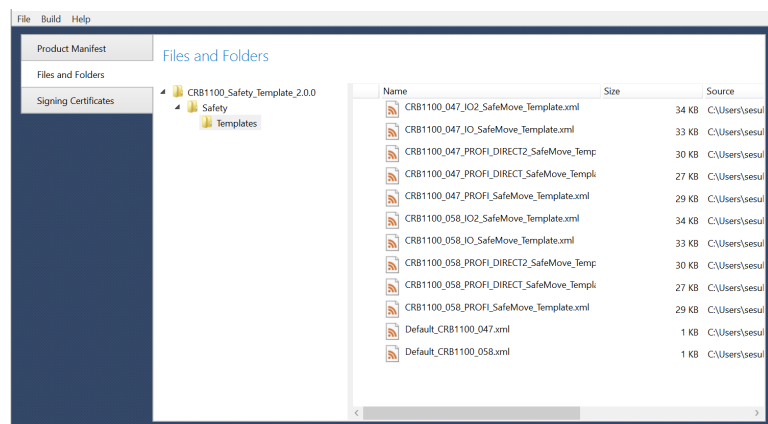 File Build Help
Product Manifest
Files and Folders
Signing Certificates
Files and Folders
CRB1100_Safety_Template_2.0.0
Safety
Templates
Name Size Source
CRB1100_047_IO2_SafeMove_Template.xml 34 KB C:\Users\sesul
CRB1100_047_IO_SafeMove_Template.xml 33 KB C:\Users\sesul
CRB1100_047_PROFI_DIRECT2_SafeMove_Temp 30 KB C:\Users\sesul
CRB1100_047_PROFI_DIRECT_SafeMove_Templa 27 KB C:\Users\sesul
CRB1100_047_PROFI_SafeMove_Template.xml 29 KB C:\Users\sesul
CRB1100_058_IO2_SafeMove_Template.xml 34 KB C:\Users\sesul
CRB1100_058_IO_SafeMove_Template.xml 33 KB C:\Users\sesul
CRB1100_058_PROFI_DIRECT2_SafeMove_Temp 30 KB C:\Users\sesul
CRB1100_058_PROFI_DIRECT_SafeMove_Templa 27 KB C:\Users\sesul
CRB1100_058_PROFI_SafeMove_Template.xml 29 KB C:\Users\sesul
Default_CRB1100_047.xml 1 KB C:\Users\sesul
Default_CRB1100_058.xml 1 KB C:\Users\sesul